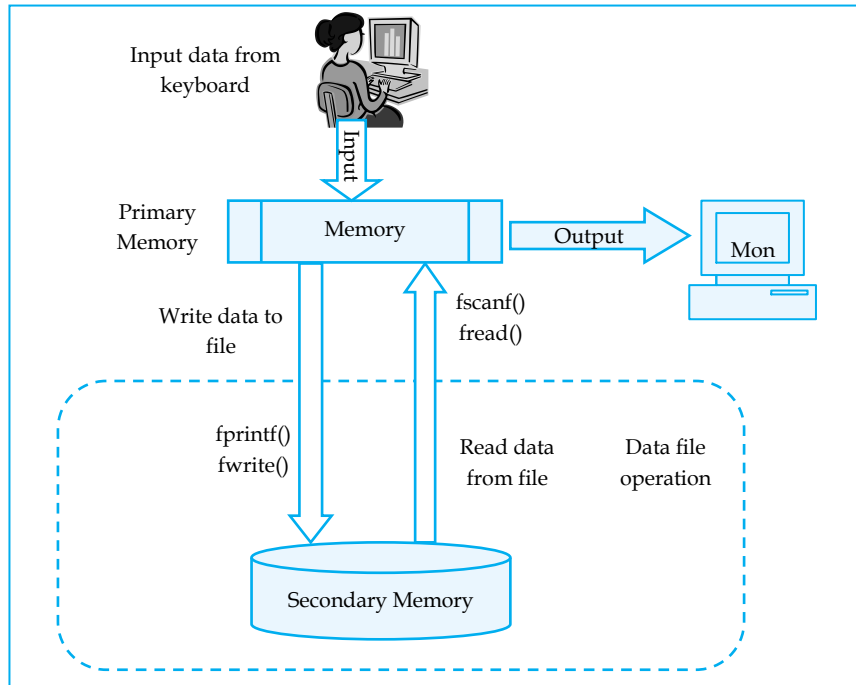 Input data from
keyboard
Input
Primary
Memory
Memory
Output
Mon
Write data to
file
fscanf()
fread()
fprintf()
fwrite()
Read data
from file
Data file
operation
Secondary Memory